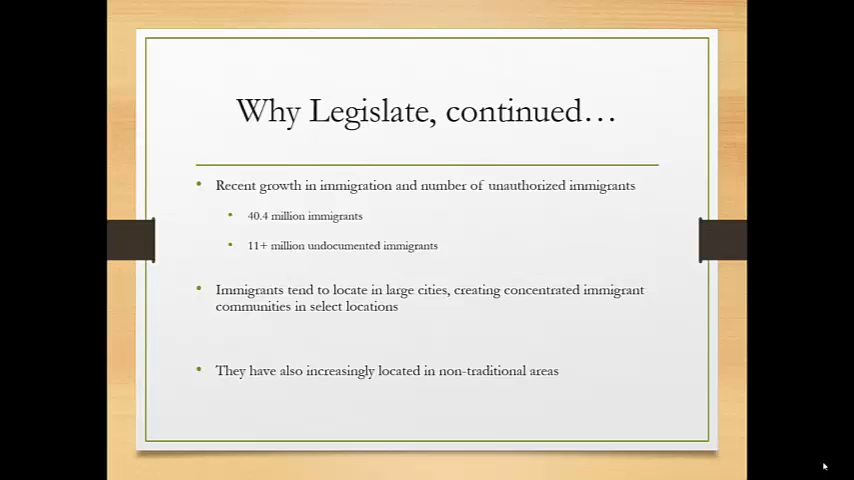 Why Legislate, continued…
• Recent growth in immigration and number of unauthorized immigrants
• 40.4 million immigrants
• 11+ million undocumented immigrants
• Immigrants tend to locate in large cities, creating concentrated immigrant
communities in select locations
• They have also increasingly located in non-traditional areas